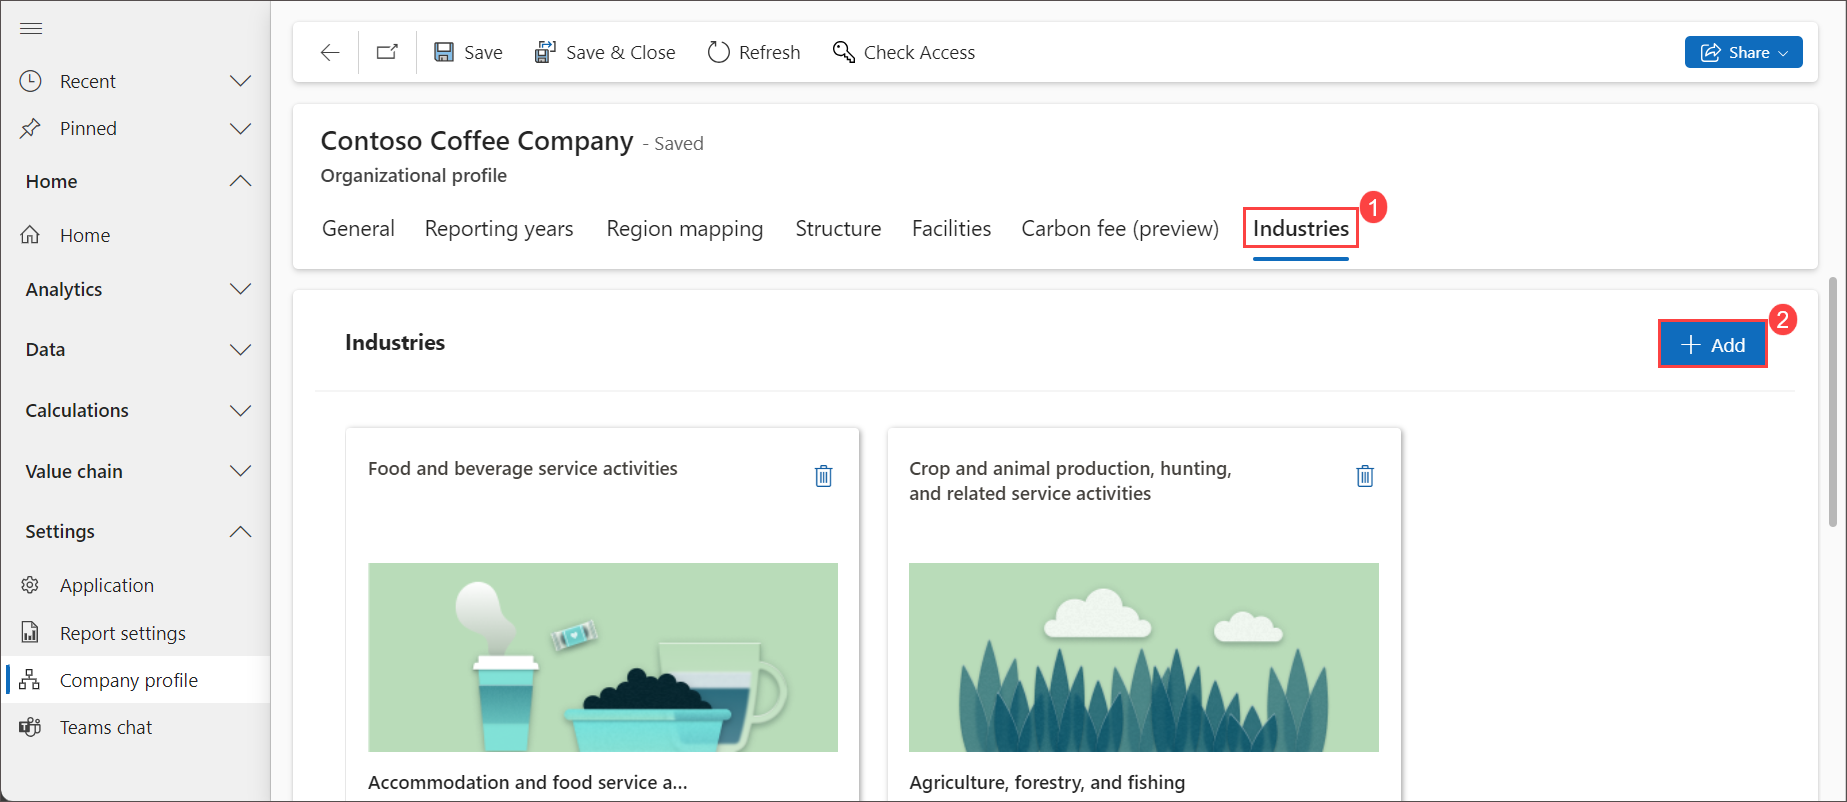 Recent
Pinned
Home
Home
Analytics
Data
Calculations
Value chain
Settings
Application
Report settings
Company profile
Teams chat
Save
Save & Close
Refresh
Check Access
Share
Contoso Coffee Company - Saved
Organizational profile
General
Reporting years
Region mapping
Structure
Facilities
Carbon fee (preview)
Industries
1
Industries
Add
2
Food and beverage service activities
Accommodation and food service a...
Crop and animal production, hunting,
and related service activities
Agriculture, forestry, and fishing